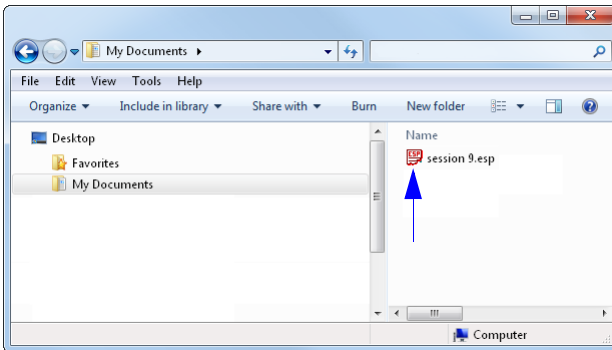 My Documents
File Edit View Tools Help
Organize Include in library Share with Burn New folder
Desktop
Favorites
My Documents
Name
ESP session 9.esp
Computer